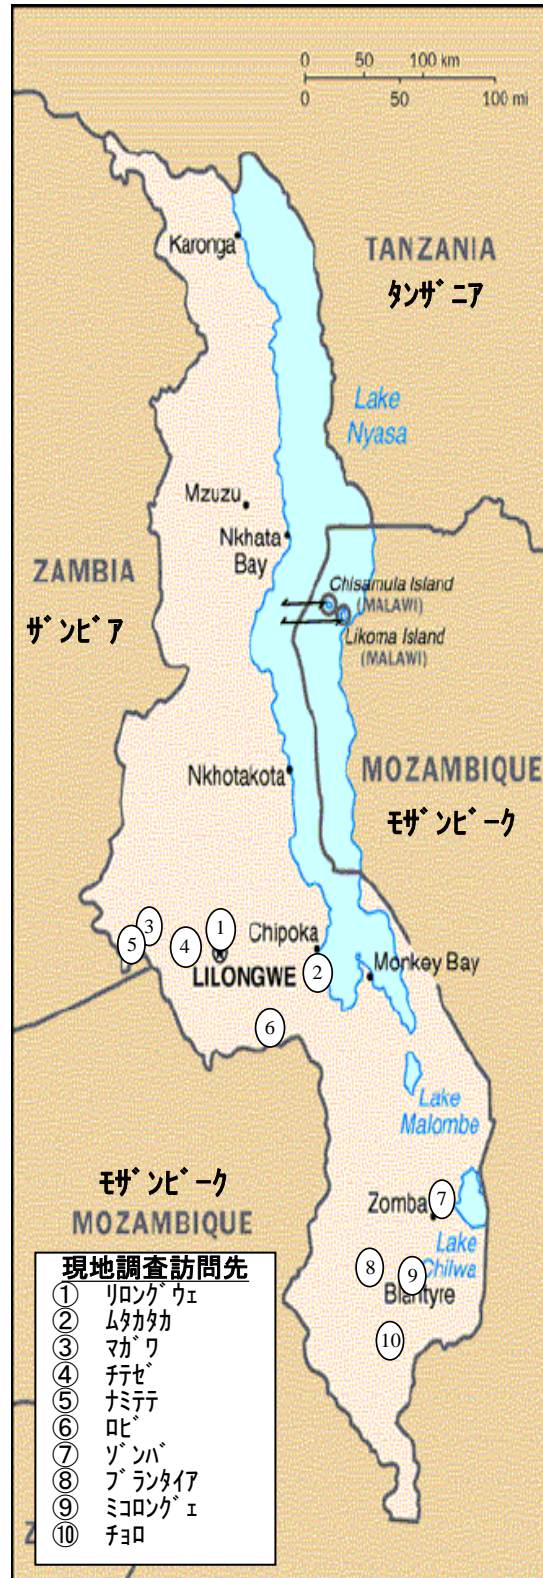 0 50 100 km
0 50 100 mi
Karonga
TANZANIA
ﾀﾝｻﾞﾆｱ
Lake
Nyasa
Mzuzu
Nkhata
Bay
ZAMBIA
ｻﾞﾝﾋﾞｱ
Chisamula Island
(MALAWI)
Likoma Island
(MALAWI)
Nkhotakota
MOZAMBIQUE
ﾓｻﾞﾝﾋﾞｰｸ
3
1
5
4
Chipoka
LILONGWE
2
Monkey Bay
6
Lake
Malombe
ﾓｻﾞﾝﾋﾞｰｸ
MOZAMBIQUE
Zomba
7
Lake
Chilwa
8
9
Blantyre
10
現地調査訪問先
① ﾘﾛﾝｸﾞｳｪ
② ﾑﾀｶﾀｶ
③ ﾏｶﾞﾜ
④ ﾁﾃｾﾞ
⑤ ﾅﾐﾃﾃ
⑥ ﾛﾋﾞ
⑦ ｿﾞﾝﾊﾞ
⑧ ﾌﾞﾗﾝﾀｲｱ
⑨ ﾐｺﾛﾝｸﾞｪ
⑩ ﾁｮﾛ